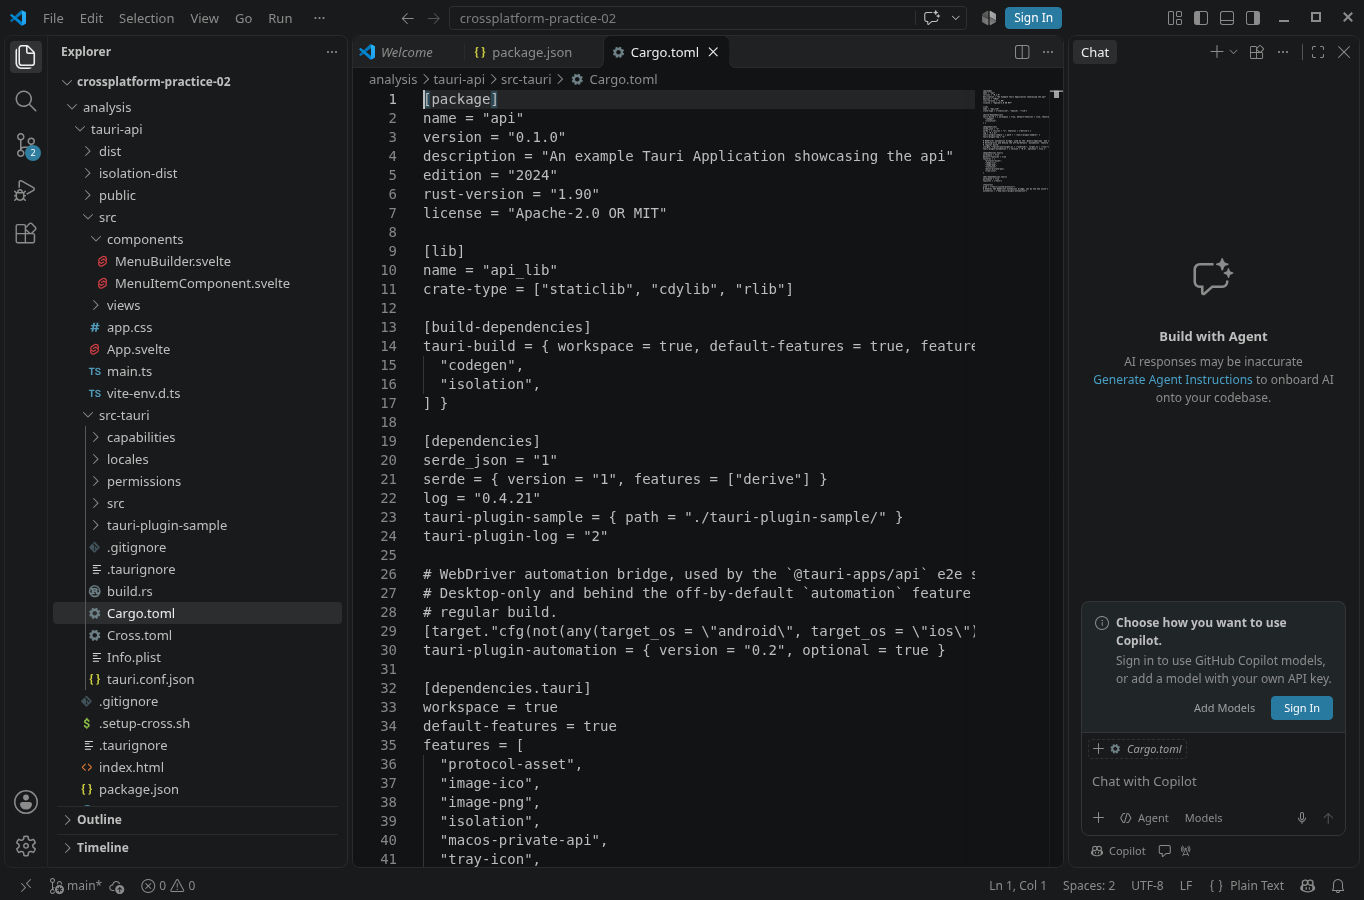 File Edit Selection View Go Run ··· crossplatform-practice-02 Sign In
Explorer
crossplatform-practice-02
analysis
tauri-api
dist
isolation-dist
public
src
components
MenuBuilder.svelte
MenuItemComponent.svelte
views
# app.css
App.svelte
TS main.ts
TS vite-env.d.ts
src-tauri
capabilities
locales
permissions
src
tauri-plugin-sample
.gitignore
.taurignore
build.rs
Cargo.toml
Cross.toml
Info.plist
{} tauri.conf.json
.gitignore
$ .setup-cross.sh
.taurignore
<> index.html
{} package.json
Outline
Timeline
2
Welcome {} package.json Cargo.toml
analysis > tauri-api > src-tauri > Cargo.toml
1 [package]
2 name = "api"
3 version = "0.1.0"
4 description = "An example Tauri Application showcasing the api"
5 edition = "2024"
6 rust-version = "1.90"
7 license = "Apache-2.0 OR MIT"
8
9 [lib]
10 name = "api_lib"
11 crate-type = ["staticlib", "cdylib", "rlib"]
12
13 [build-dependencies]
14 tauri-build = { workspace = true, default-features = true, feature
15 "codegen",
16 "isolation",
17 ] }
18
19 [dependencies]
20 serde_json = "1"
21 serde = { version = "1", features = ["derive"] }
22 log = "0.4.21"
23 tauri-plugin-sample = { path = "./tauri-plugin-sample/" }
24 tauri-plugin-log = "2"
25
26 # WebDriver automation bridge, used by the `@tauri-apps/api` e2e s
27 # Desktop-only and behind the off-by-default `automation` feature
28 # regular build.
29 [target."cfg(not(any(target_os = \"android\", target_os = \"ios\")
30 tauri-plugin-automation = { version = "0.2", optional = true }
31
32 [dependencies.tauri]
33 workspace = true
34 default-features = true
35 features = [
36 "protocol-asset",
37 "image-ico",
38 "image-png",
39 "isolation",
40 "macos-private-api",
41 "tray-icon",
Chat
Build with Agent
AI responses may be inaccurate
Generate Agent Instructions to onboard AI
onto your codebase.
Choose how you want to use
Copilot.
Sign in to use GitHub Copilot models,
or add a model with your own API key.
Add Models Sign In
Cargo.toml
Chat with Copilot
Agent Models
Copilot
main* 0 0 Ln 1, Col 1 Spaces: 2 UTF-8 LF {} Plain Text